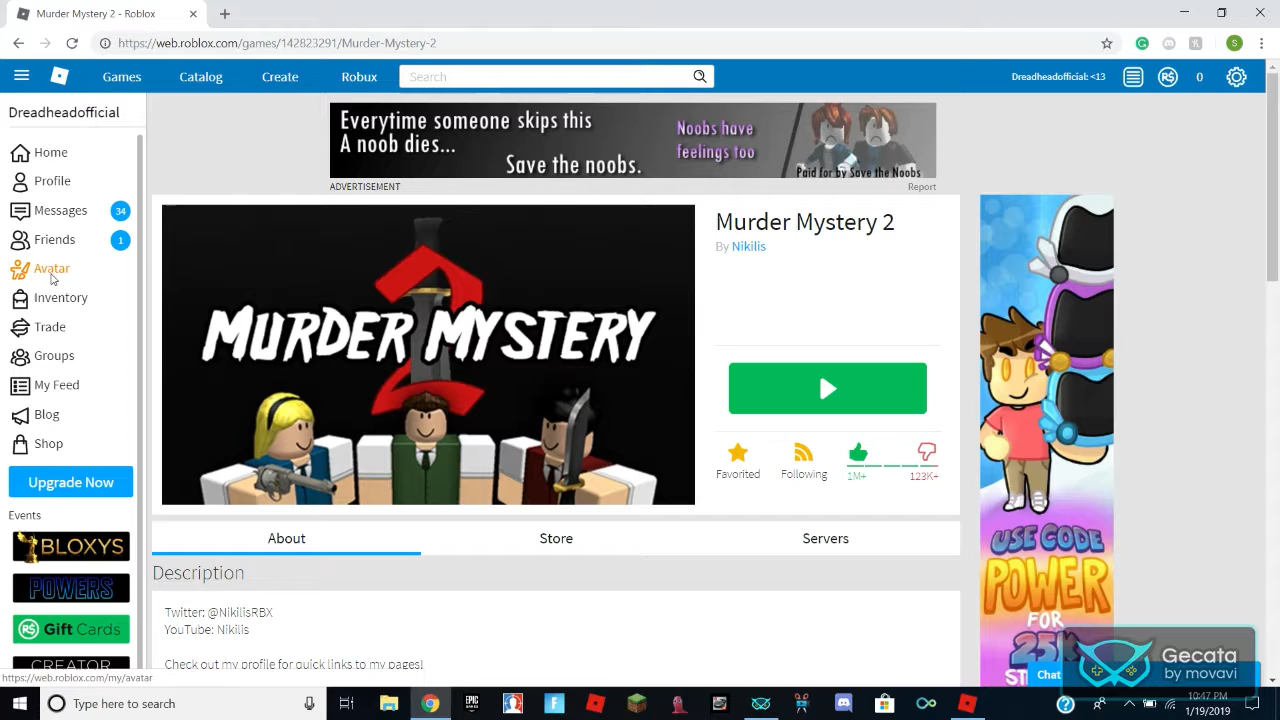 Murder Mystery 2 - Roblox
https://web.roblox.com/games/142823291/Murder-Mystery-2
S
Games
Catalog
Create
Robux
Search
Dreadheadofficial: <13
R$
0
Dreadheadofficial
Home
Profile
Messages
34
Friends
1
Avatar
Inventory
Trade
Groups
My Feed
Blog
Shop
Upgrade Now
Events
BLOXYS
POWERS
R$ Gift Cards
CREATOR
https://web.roblox.com/my/avatar
Everytime someone skips this
A noob dies...
Save the noobs.
Noobs have
feelings too
Paid for by Save the Noobs
ADVERTISEMENT
Report
MURDER MYSTERY
2
Murder Mystery 2
By Nikilis
Favorited
Following
1M+
123K+
About
Store
Servers
Description
Twitter: @NikilisRBX
YouTube: Nikilis
Check out my profile for quick links to my pages!
USE CODE
POWER
FOR
25K
Chat
Gecata
by movavi
Type here to search
EPIC
GAMES
10:47 PM
1/19/2019